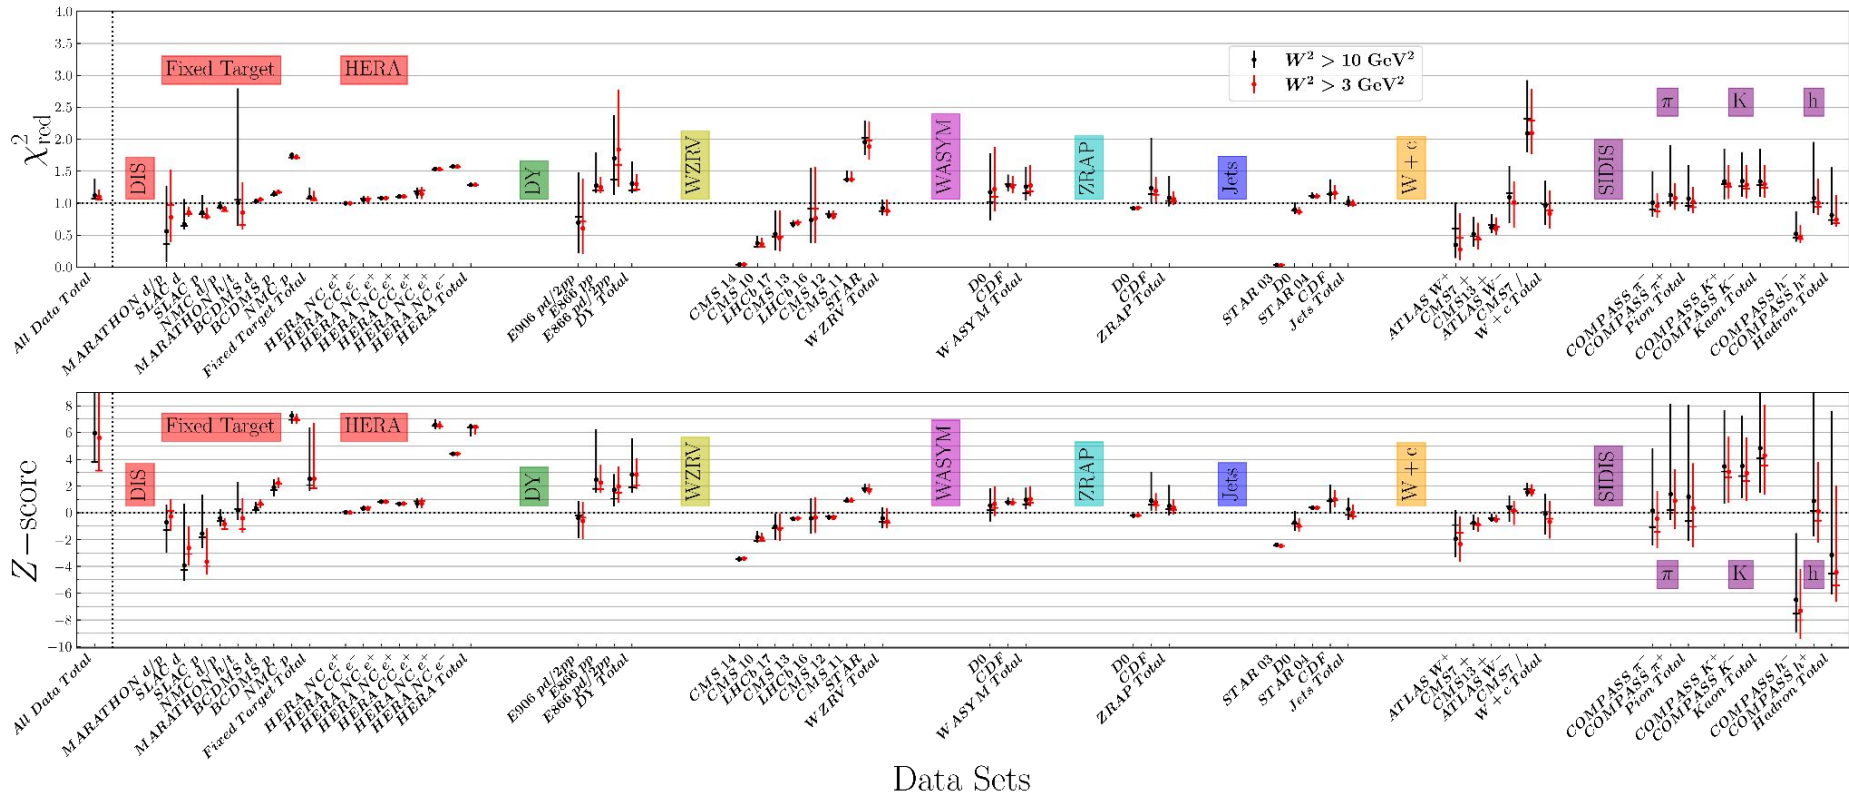 4.0
3.5
3.0
2.5
2.0
1.5
1.0
0.5
0.0
χ²red
Fixed Target
HERA
DIS
DY
WZRV
WASYM
ZRAP
Jets
W + c
SIDIS
π
K
h
W² > 10 GeV²
W² > 3 GeV²
All Data Total
MARATHON d/p
SLAC d
SLAC p
NMC d/p
MARATHON h/t
BCDMS d
BCDMS p
NMC p
Fixed Target Total
HERA NC e⁺
HERA CC e⁻
HERA NC e⁺
HERA NC e⁺
HERA CC e⁺
HERA NC e⁺
HERA NC e⁻
HERA Total
E906 pd/2pp
E866 pp
E866 pd/2pp
DY Total
CMS 14
CMS 10
LHCb 17
CMS 13
LHCb 16
CMS 12
CMS 11
STAR
WZRV Total
D0
CDF
WASYM Total
D0
CDF
ZRAP Total
STAR 03
D0
STAR 04
CDF
Jets Total
ATLAS W⁺
CMS7 +
CMS13 +
ATLAS W⁻
CMS7 /
W + c Total
COMPASS π⁻
COMPASS π⁺
Pion Total
COMPASS K⁺
COMPASS K⁻
Kaon Total
COMPASS h⁻
COMPASS h⁺
Hadron Total
8
6
4
2
0
−2
−4
−6
−8
−10
Z−score
Fixed Target
HERA
DIS
DY
WZRV
WASYM
ZRAP
Jets
W + c
SIDIS
π
K
h
All Data Total
MARATHON d/p
SLAC d
SLAC p
NMC d/p
MARATHON h/t
BCDMS d
BCDMS p
NMC p
Fixed Target Total
HERA NC e⁺
HERA CC e⁻
HERA NC e⁺
HERA NC e⁺
HERA CC e⁺
HERA NC e⁺
HERA NC e⁻
HERA Total
E906 pd/2pp
E866 pp
E866 pd/2pp
DY Total
CMS 14
CMS 10
LHCb 17
CMS 13
LHCb 16
CMS 12
CMS 11
STAR
WZRV Total
D0
CDF
WASYM Total
D0
CDF
ZRAP Total
STAR 03
D0
STAR 04
CDF
Jets Total
ATLAS W⁺
CMS7 +
CMS13 +
ATLAS W⁻
CMS7 /
W + c Total
COMPASS π⁻
COMPASS π⁺
Pion Total
COMPASS K⁺
COMPASS K⁻
Kaon Total
COMPASS h⁻
COMPASS h⁺
Hadron Total
Data Sets